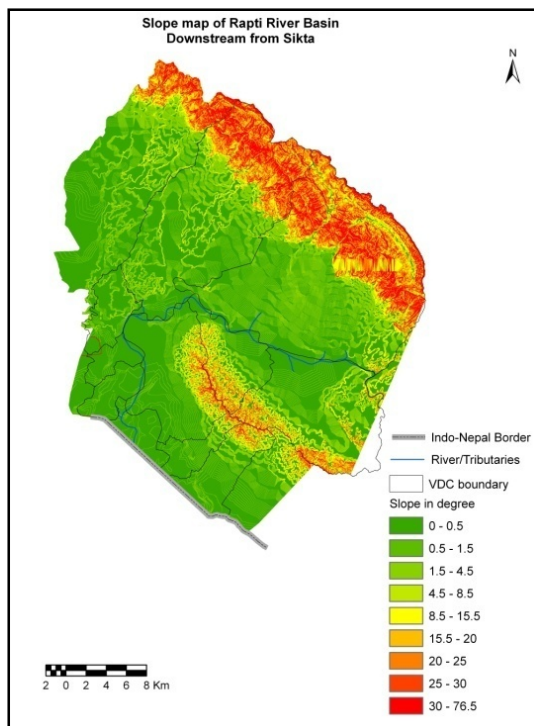 Slope map of Rapti River Basin
Downstream from Sikta
N
Indo-Nepal Border
River/Tributaries
VDC boundary
Slope in degree
0 - 0.5
0.5 - 1.5
1.5 - 4.5
4.5 - 8.5
8.5 - 15.5
15.5 - 20
20 - 25
25 - 30
30 - 76.5
2 0 2 4 6 8 Km